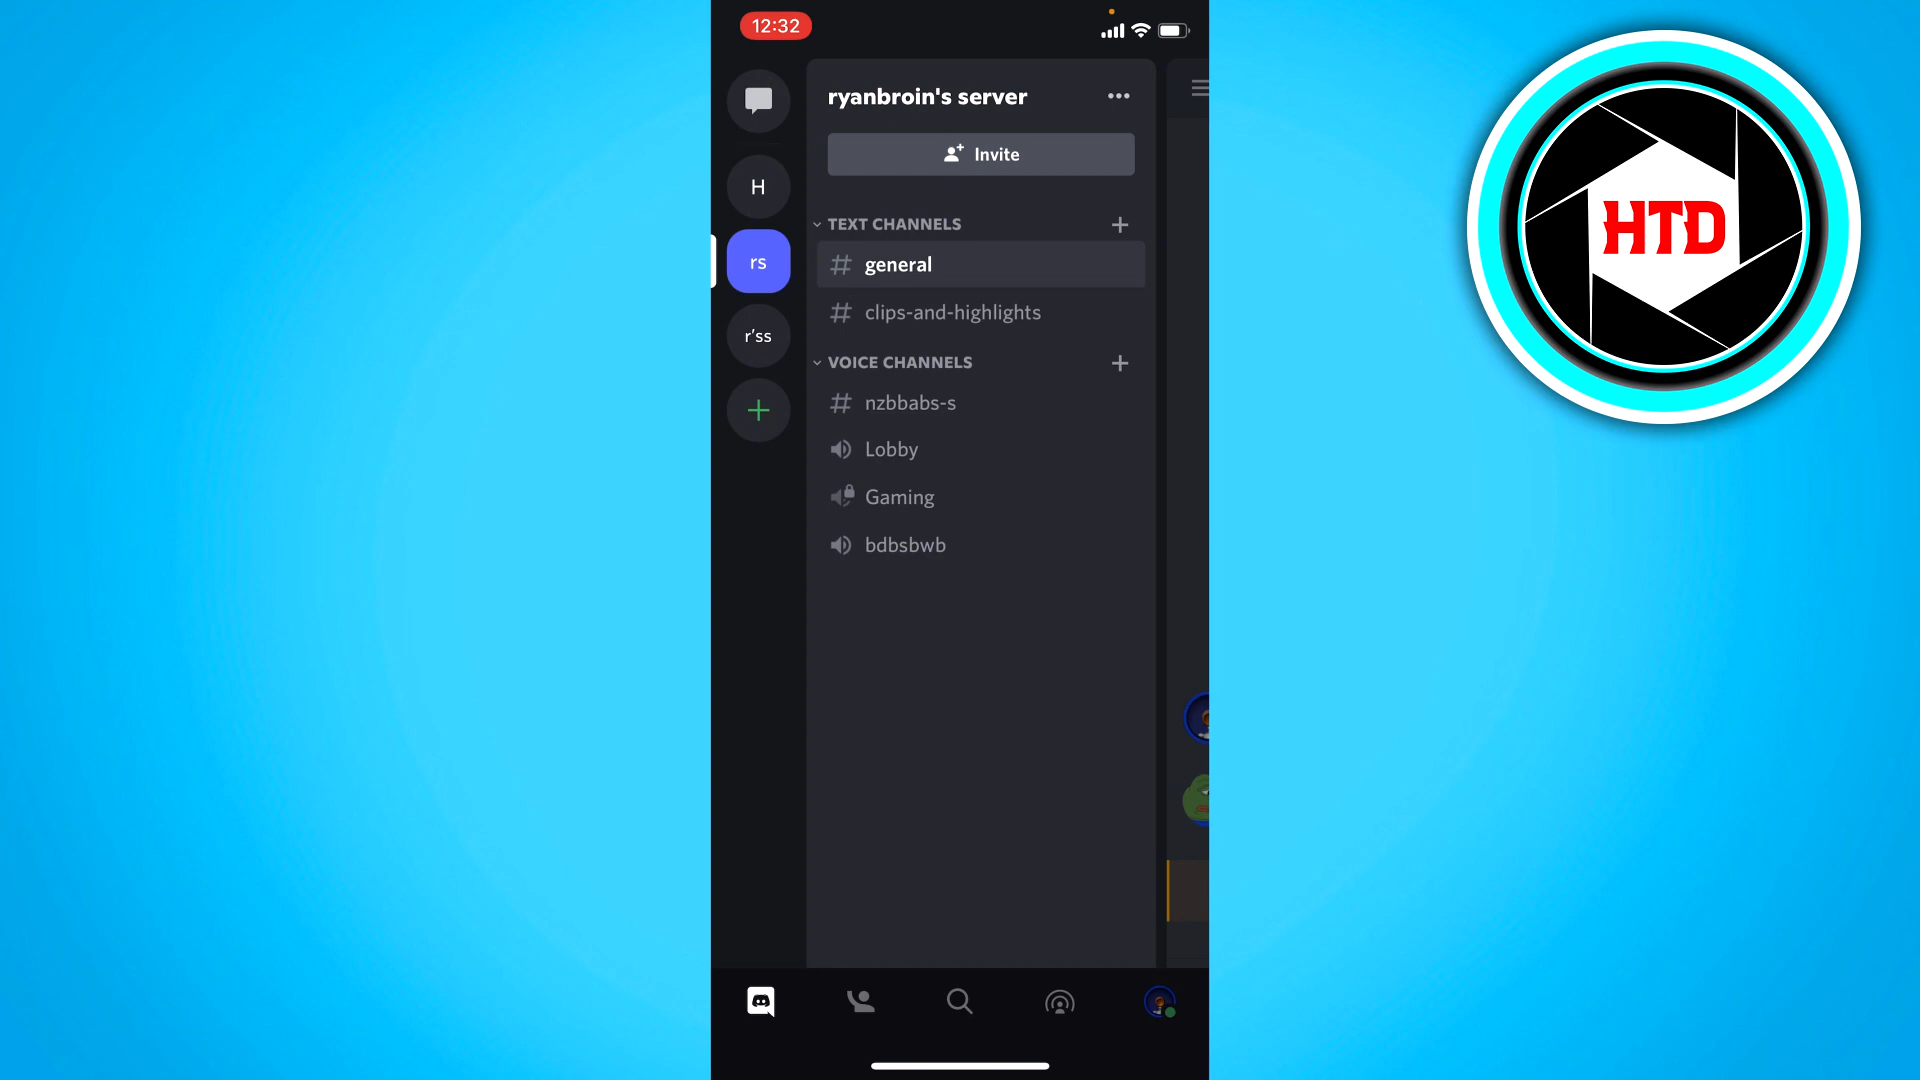 12:32
ryanbroin's server
Invite
TEXT CHANNELS
general
clips-and-highlights
VOICE CHANNELS
nzbbabs-s
Lobby
Gaming
bdbsbwb
H
rs
r'ss
HTD